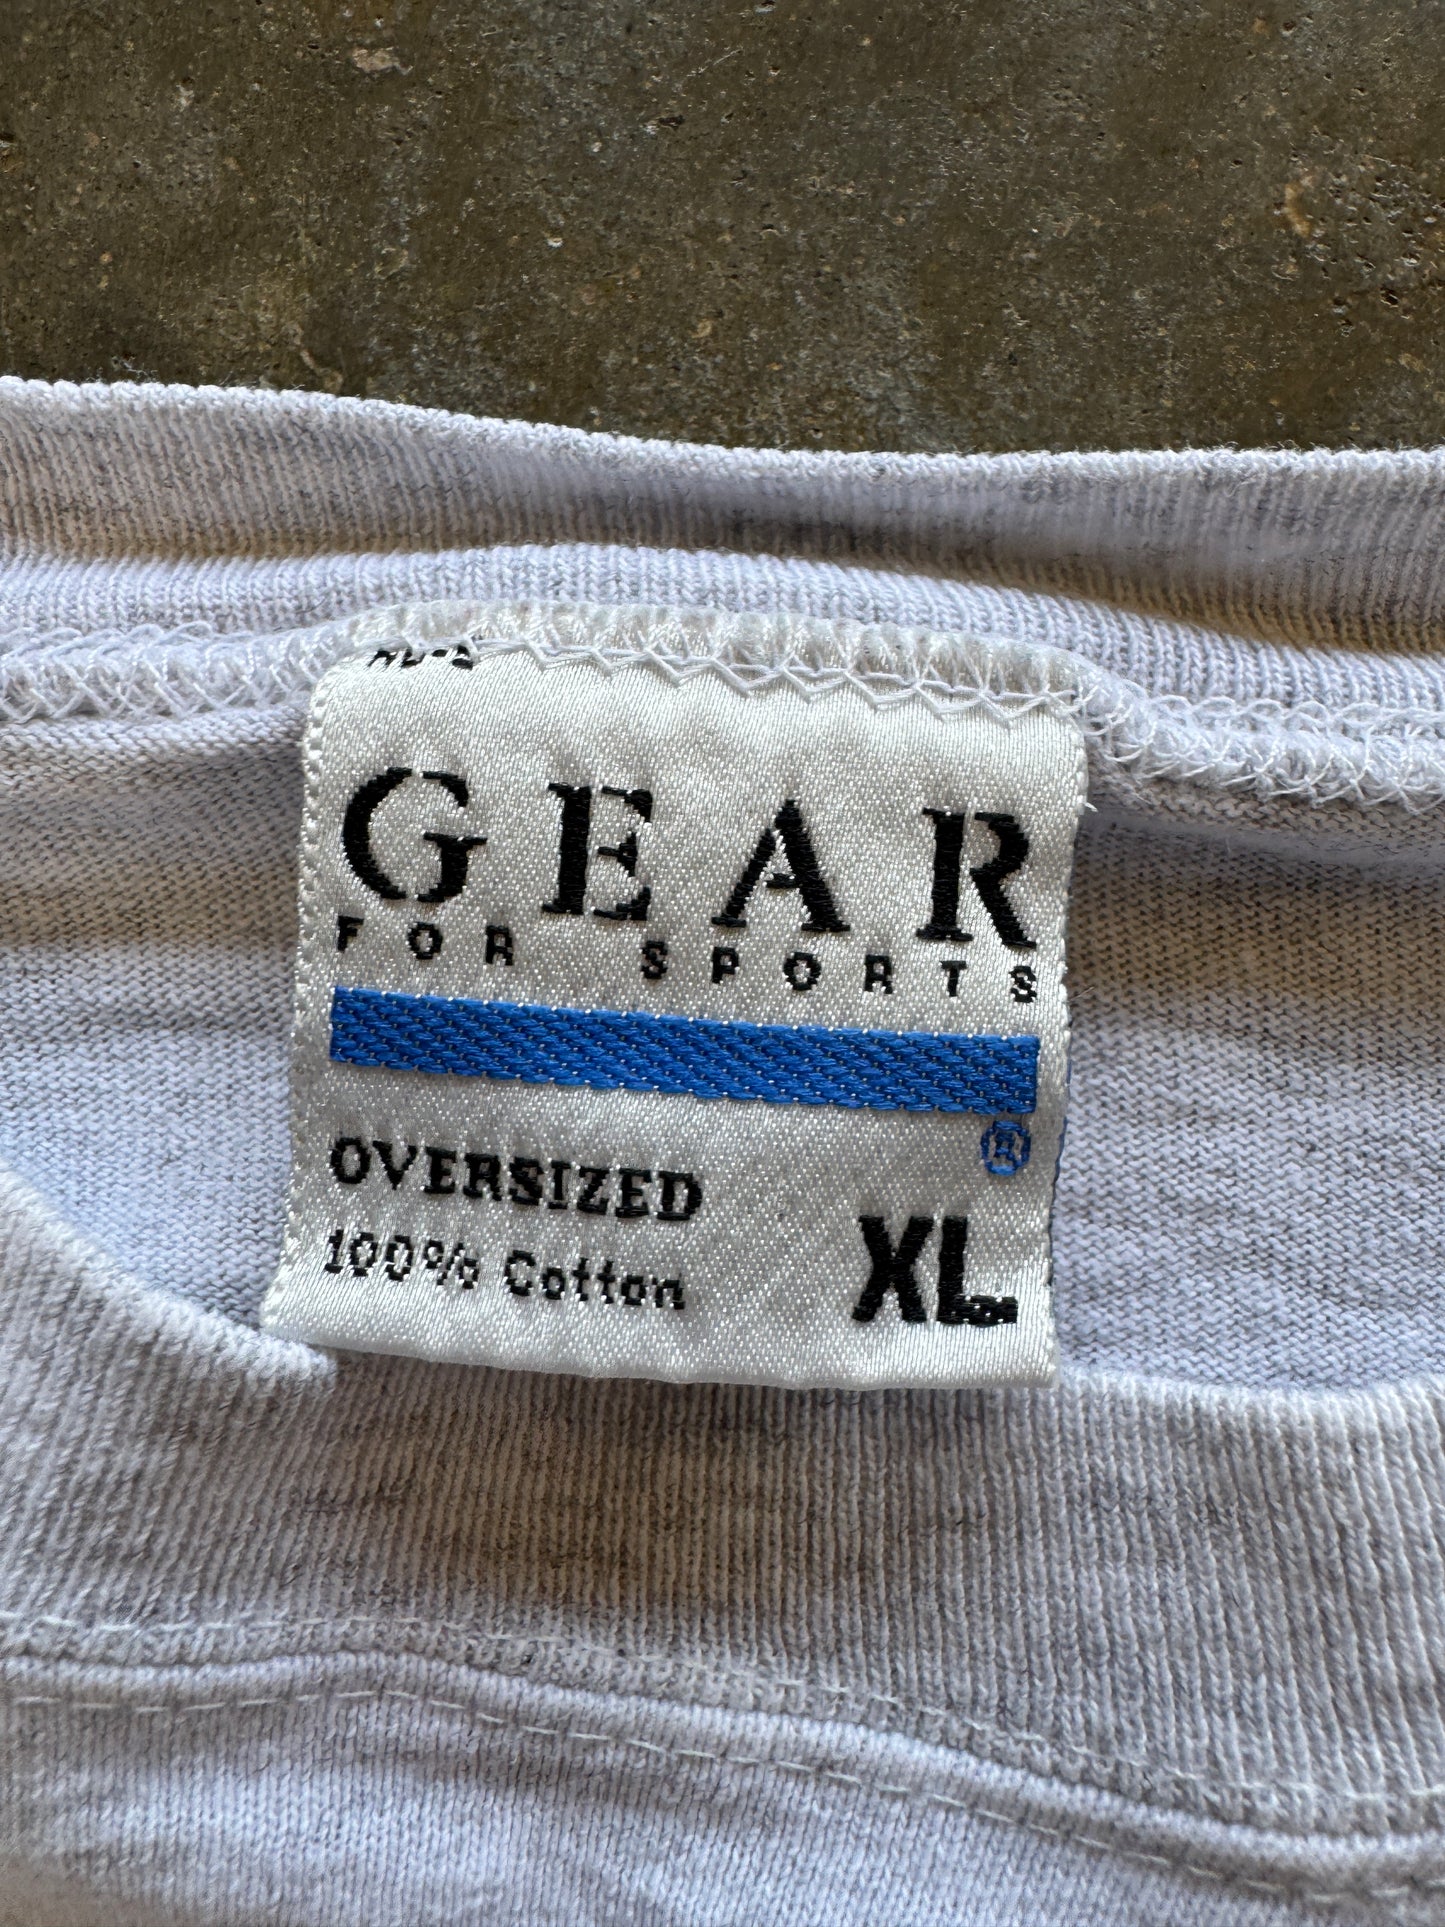 GEAR
FOR SPORTS
®
OVERSIZED
100% Cotton
XL